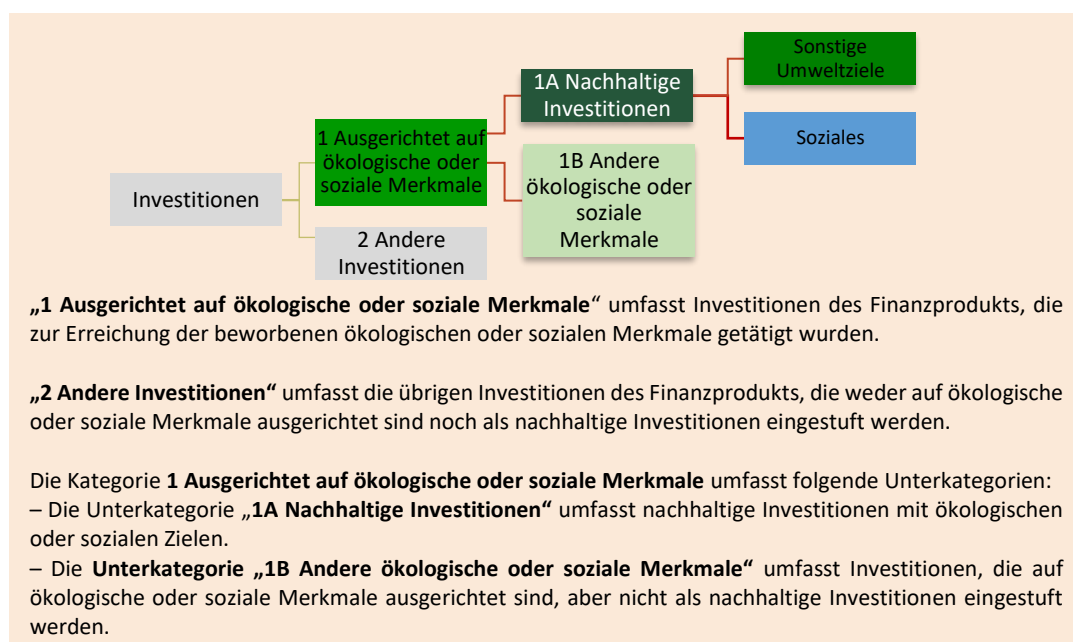 Sonstige
Umweltziele
1A Nachhaltige
Investitionen
Soziales
1 Ausgerichtet auf
ökologische oder
soziale Merkmale
1B Andere
ökologische oder
soziale
Merkmale
Investitionen
2 Andere
Investitionen
„1 Ausgerichtet auf ökologische oder soziale Merkmale“ umfasst Investitionen des Finanzprodukts, die
zur Erreichung der beworbenen ökologischen oder sozialen Merkmale getätigt wurden.
„2 Andere Investitionen“ umfasst die übrigen Investitionen des Finanzprodukts, die weder auf ökologische
oder soziale Merkmale ausgerichtet sind noch als nachhaltige Investitionen eingestuft werden.
Die Kategorie 1 Ausgerichtet auf ökologische oder soziale Merkmale umfasst folgende Unterkategorien:
– Die Unterkategorie „1A Nachhaltige Investitionen“ umfasst nachhaltige Investitionen mit ökologischen
oder sozialen Zielen.
– Die Unterkategorie „1B Andere ökologische oder soziale Merkmale“ umfasst Investitionen, die auf
ökologische oder soziale Merkmale ausgerichtet sind, aber nicht als nachhaltige Investitionen eingestuft
werden.